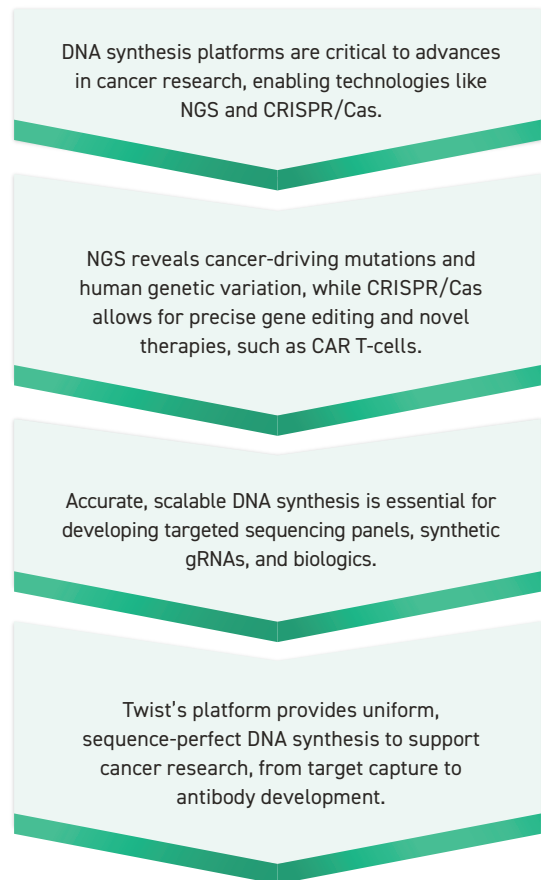 DNA synthesis platforms are critical to advances
in cancer research, enabling technologies like
NGS and CRISPR/Cas.
NGS reveals cancer-driving mutations and
human genetic variation, while CRISPR/Cas
allows for precise gene editing and novel
therapies, such as CAR T-cells.
Accurate, scalable DNA synthesis is essential for
developing targeted sequencing panels, synthetic
gRNAs, and biologics.
Twist's platform provides uniform,
sequence-perfect DNA synthesis to support
cancer research, from target capture to
antibody development.